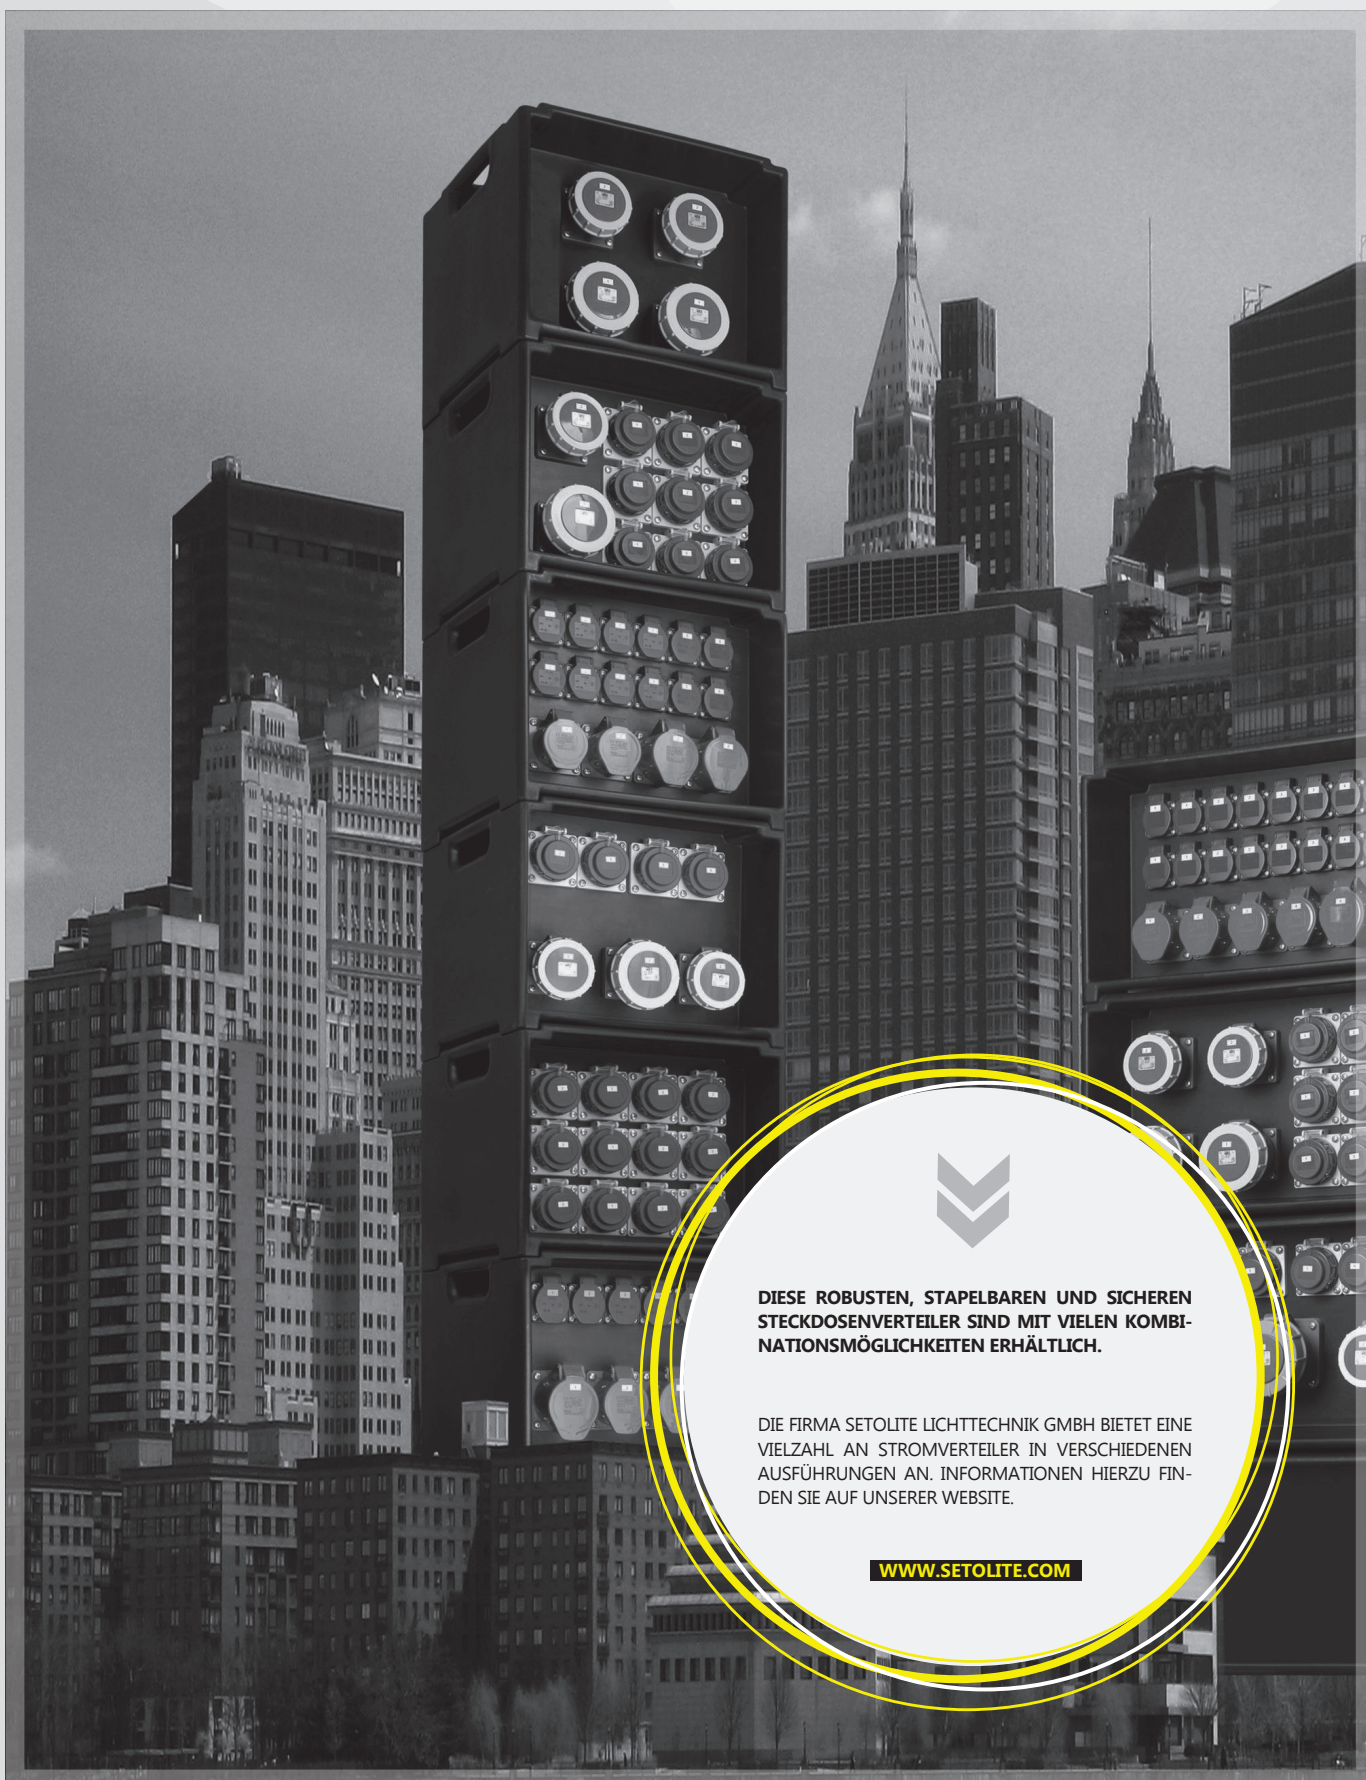 DIESE ROBUSTEN, STAPELBAREN UND SICHEREN
STECKDOSENVERTEILER SIND MIT VIELEN KOMBI-
NATIONSMÖGLICHKEITEN ERHÄLTLICH.
DIE FIRMA SETOLITE LICHTTECHNIK GMBH BIETET EINE
VIELZAHL AN STROMVERTEILER IN VERSCHIEDENEN
AUSFÜHRUNGEN AN. INFORMATIONEN HIERZU FIN-
DEN SIE AUF UNSERER WEBSITE.
WWW.SETOLITE.COM